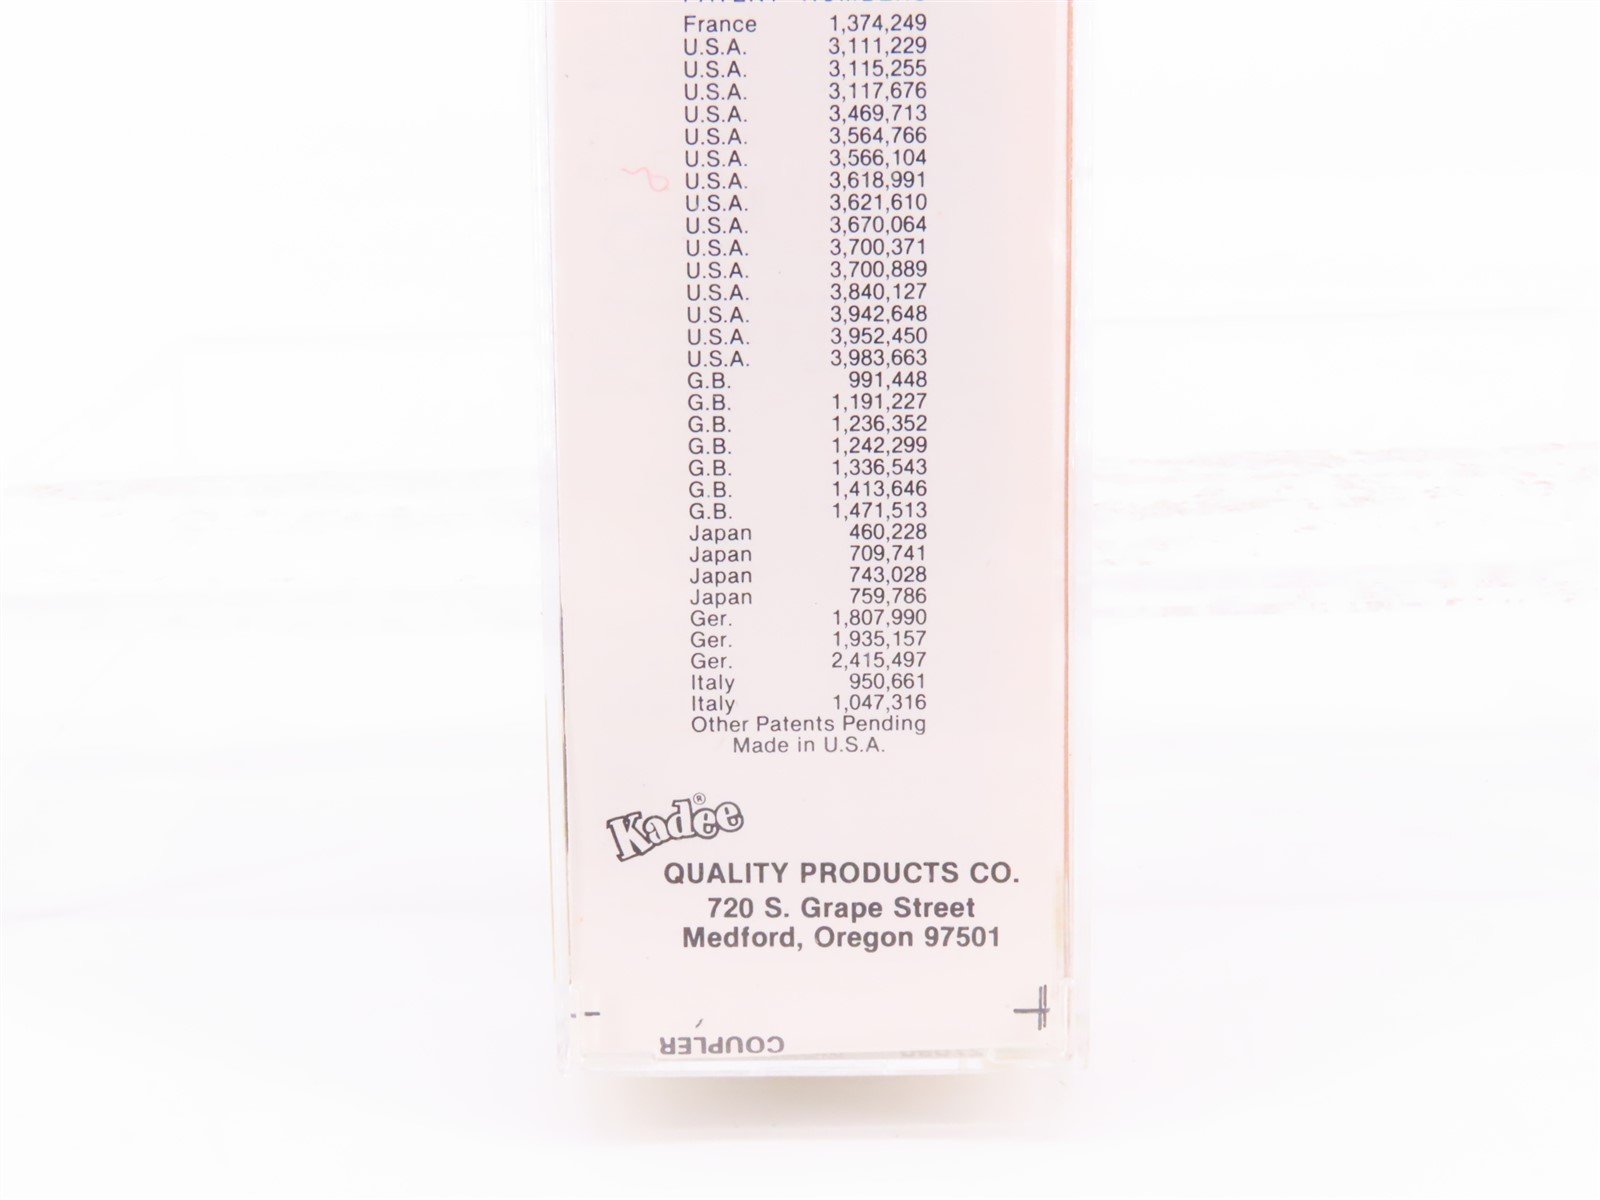 PATENT NUMBERS
France 1,374,249
U.S.A. 3,111,229
U.S.A. 3,115,255
U.S.A. 3,117,676
U.S.A. 3,469,713
U.S.A. 3,564,766
U.S.A. 3,566,104
U.S.A. 3,618,991
U.S.A. 3,621,610
U.S.A. 3,670,064
U.S.A. 3,700,371
U.S.A. 3,700,889
U.S.A. 3,840,127
U.S.A. 3,942,648
U.S.A. 3,952,450
U.S.A. 3,983,663
G.B. 991,448
G.B. 1,191,227
G.B. 1,236,352
G.B. 1,242,299
G.B. 1,336,543
G.B. 1,413,646
G.B. 1,471,513
Japan 460,228
Japan 709,741
Japan 743,028
Japan 759,786
Ger. 1,807,990
Ger. 1,935,157
Ger. 2,415,497
Italy 950,661
Italy 1,047,316
Other Patents Pending
Made in U.S.A.
Kadee®
QUALITY PRODUCTS CO.
720 S. Grape Street
Medford, Oregon 97501
COUPLER